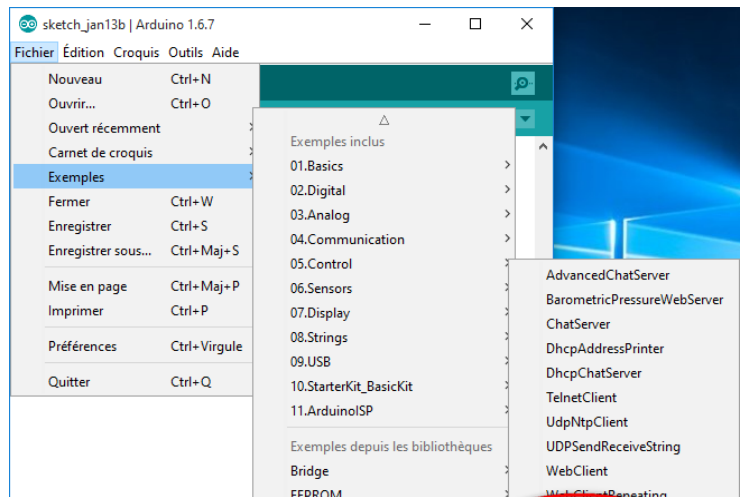 sketch_jan13b | Arduino 1.6.7
Fichier Édition Croquis Outils Aide
Nouveau Ctrl+N
Ouvrir... Ctrl+O
Ouvert récemment
Carnet de croquis
Exemples
Fermer Ctrl+W
Enregistrer Ctrl+S
Enregistrer sous... Ctrl+Maj+S
Mise en page Ctrl+Maj+P
Imprimer Ctrl+P
Préférences Ctrl+Virgule
Quitter Ctrl+Q
Exemples inclus
01.Basics
02.Digital
03.Analog
04.Communication
05.Control
06.Sensors
07.Display
08.Strings
09.USB
10.StarterKit_BasicKit
11.ArduinoISP
Exemples depuis les bibliothèques
Bridge
EEPROM
AdvancedChatServer
BarometricPressureWebServer
ChatServer
DhcpAddressPrinter
DhcpChatServer
TelnetClient
UdpNtpClient
UDPSendReceiveString
WebClient
WebClientRepeating